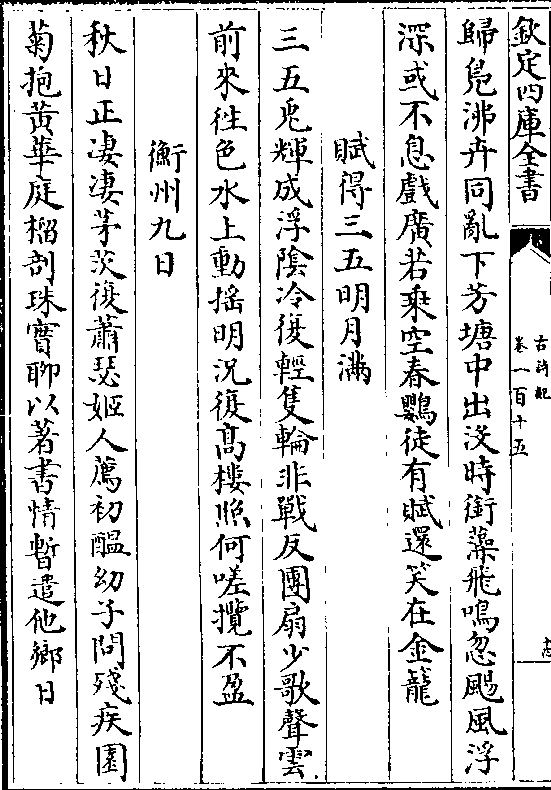 欽定四庫全書
古詩紀
卷一百十五
歸鳧沸卉同亂下芳塘中出没時銜藻飛鳴忽颺風浮
深或不息戲廣若乗空春鸚徒有賦還笑在金籠
賦得三五明月滿
三五兎輝成浮陰冷復輕隻輪非戰反團扇少歌聲雲
前來往色水上動揺明況復髙樓照何嗟攬不盈
衡州九日
秋日正凄凄茅茨復蕭瑟姬人薦初醖幼子問殘疾園
菊抱黄華庭榴剖珠實聊以著書情暫遣他鄉日